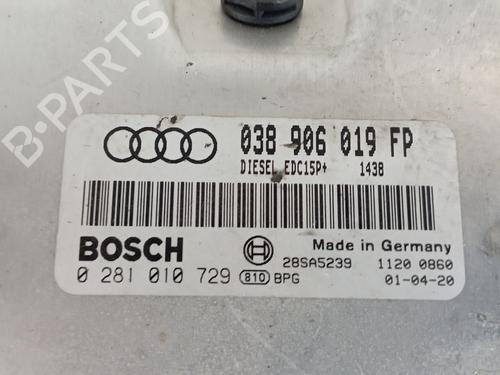 B-PARTS
038 906 019 FP
DIESEL EDC15P+ 1438
BOSCH
Made in Germany
28SA5239 1120 0860
0 281 010 729 B10 BPG 01-04-20